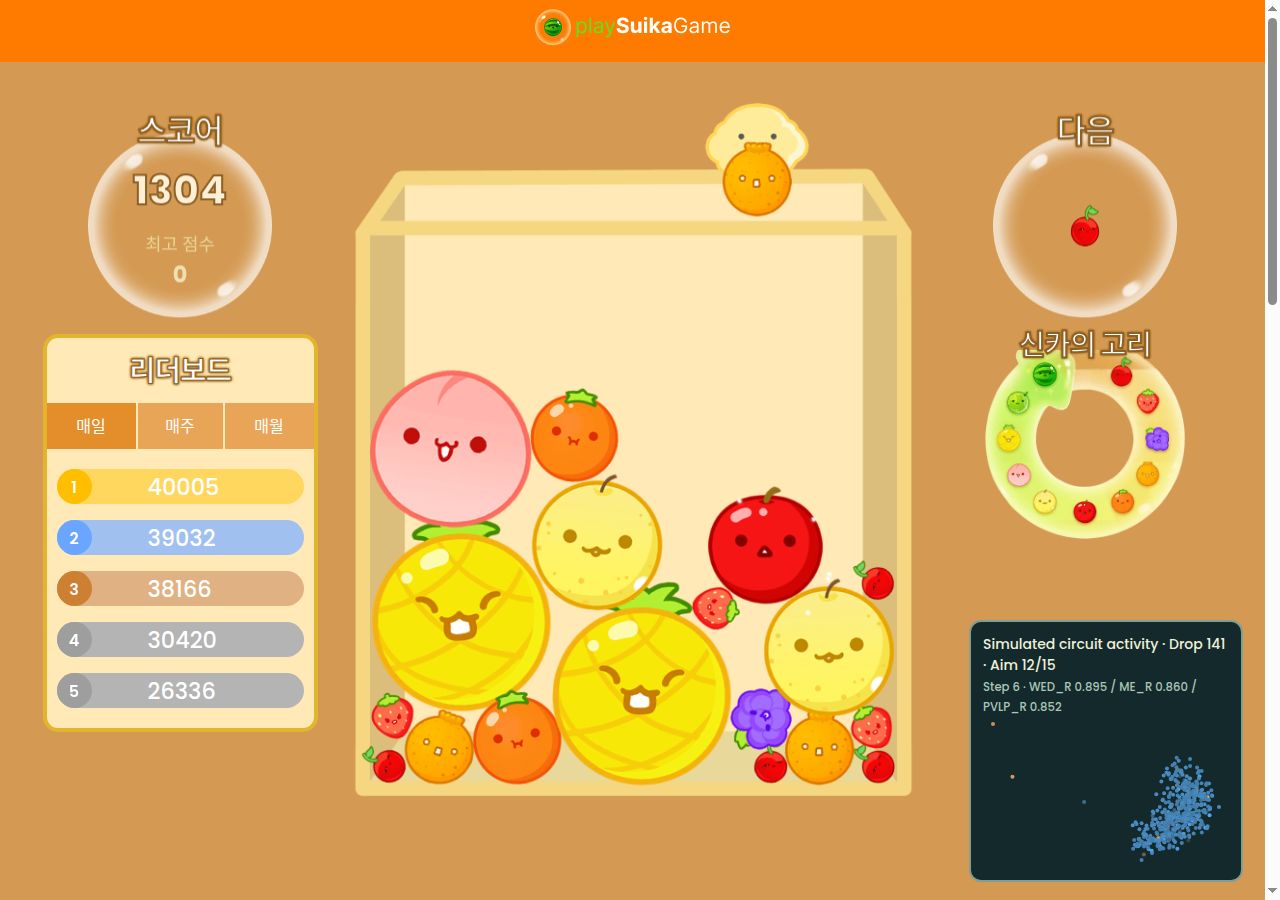 playSuikaGame
스코어
1304
최고 점수
0
리더보드
매일
매주
매월
1 40005
2 39032
3 38166
4 30420
5 26336
다음
신카의 고리
Simulated circuit activity · Drop 141
· Aim 12/15
Step 6 · WED_R 0.895 / ME_R 0.860 /
PVLP_R 0.852